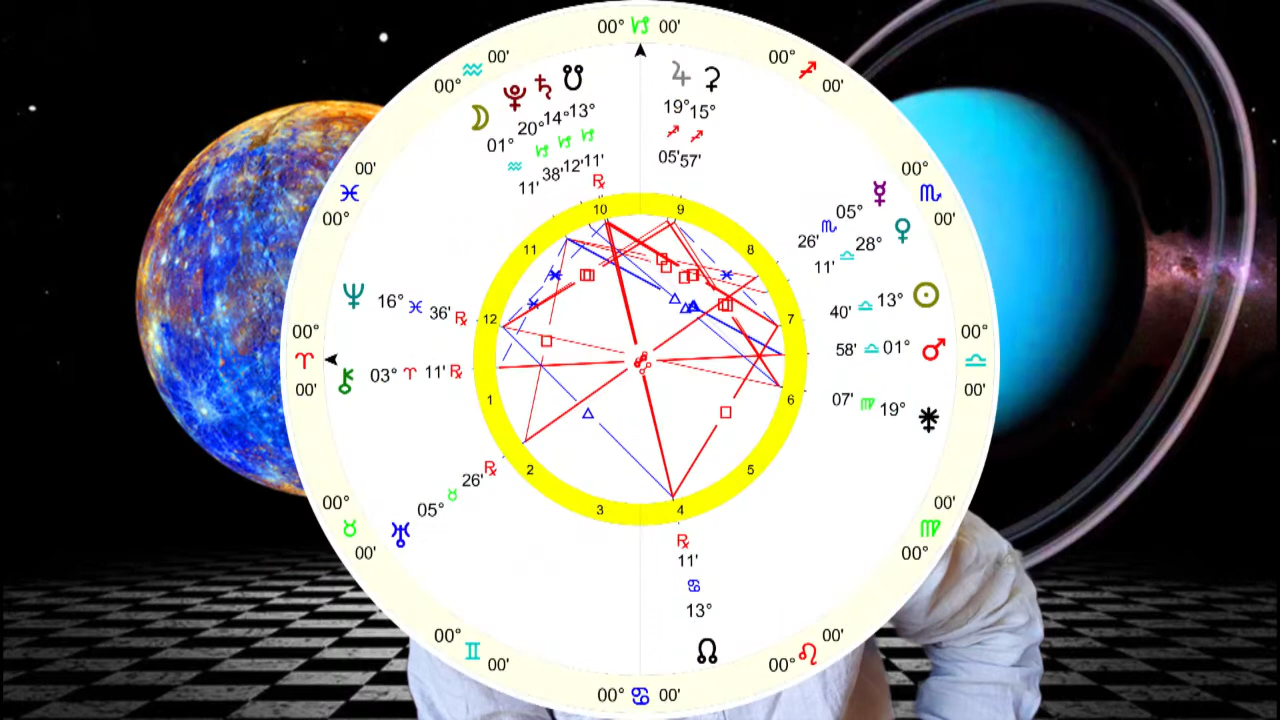 00° ♑ 00'
00° ♒ 00'
00° ♐ 00'
☽ ♇ ♄ ☋ ♃ ⚳
01° 20° 14° 13° 19° 15°
♒ ♑ ♑ ♑ ♐ ♐
11' 38' 12' 11' 05' 57'
℞
00' ♓ 00°
00° ♏ 00'
10 9
11 8
☿ 05° ♏ 26'
♀ 28° ♎ 11'
♆ 16° ♓ 36' ℞
☉ 13° ♎ 40'
12 7
00° ♈ 00'
00° ♎ 00'
♂ 01° ♎ 58'
⚷ 03° ♈ 11' ℞
1 6
07' ♍ 19°
2 5
26' ℞
♉
05°
♅
3 4
00° ♉ 00'
00' ♍ 00°
℞
11'
♋
13°
☊
00° ♊ 00'
00° ♌ 00'
00° ♋ 00'